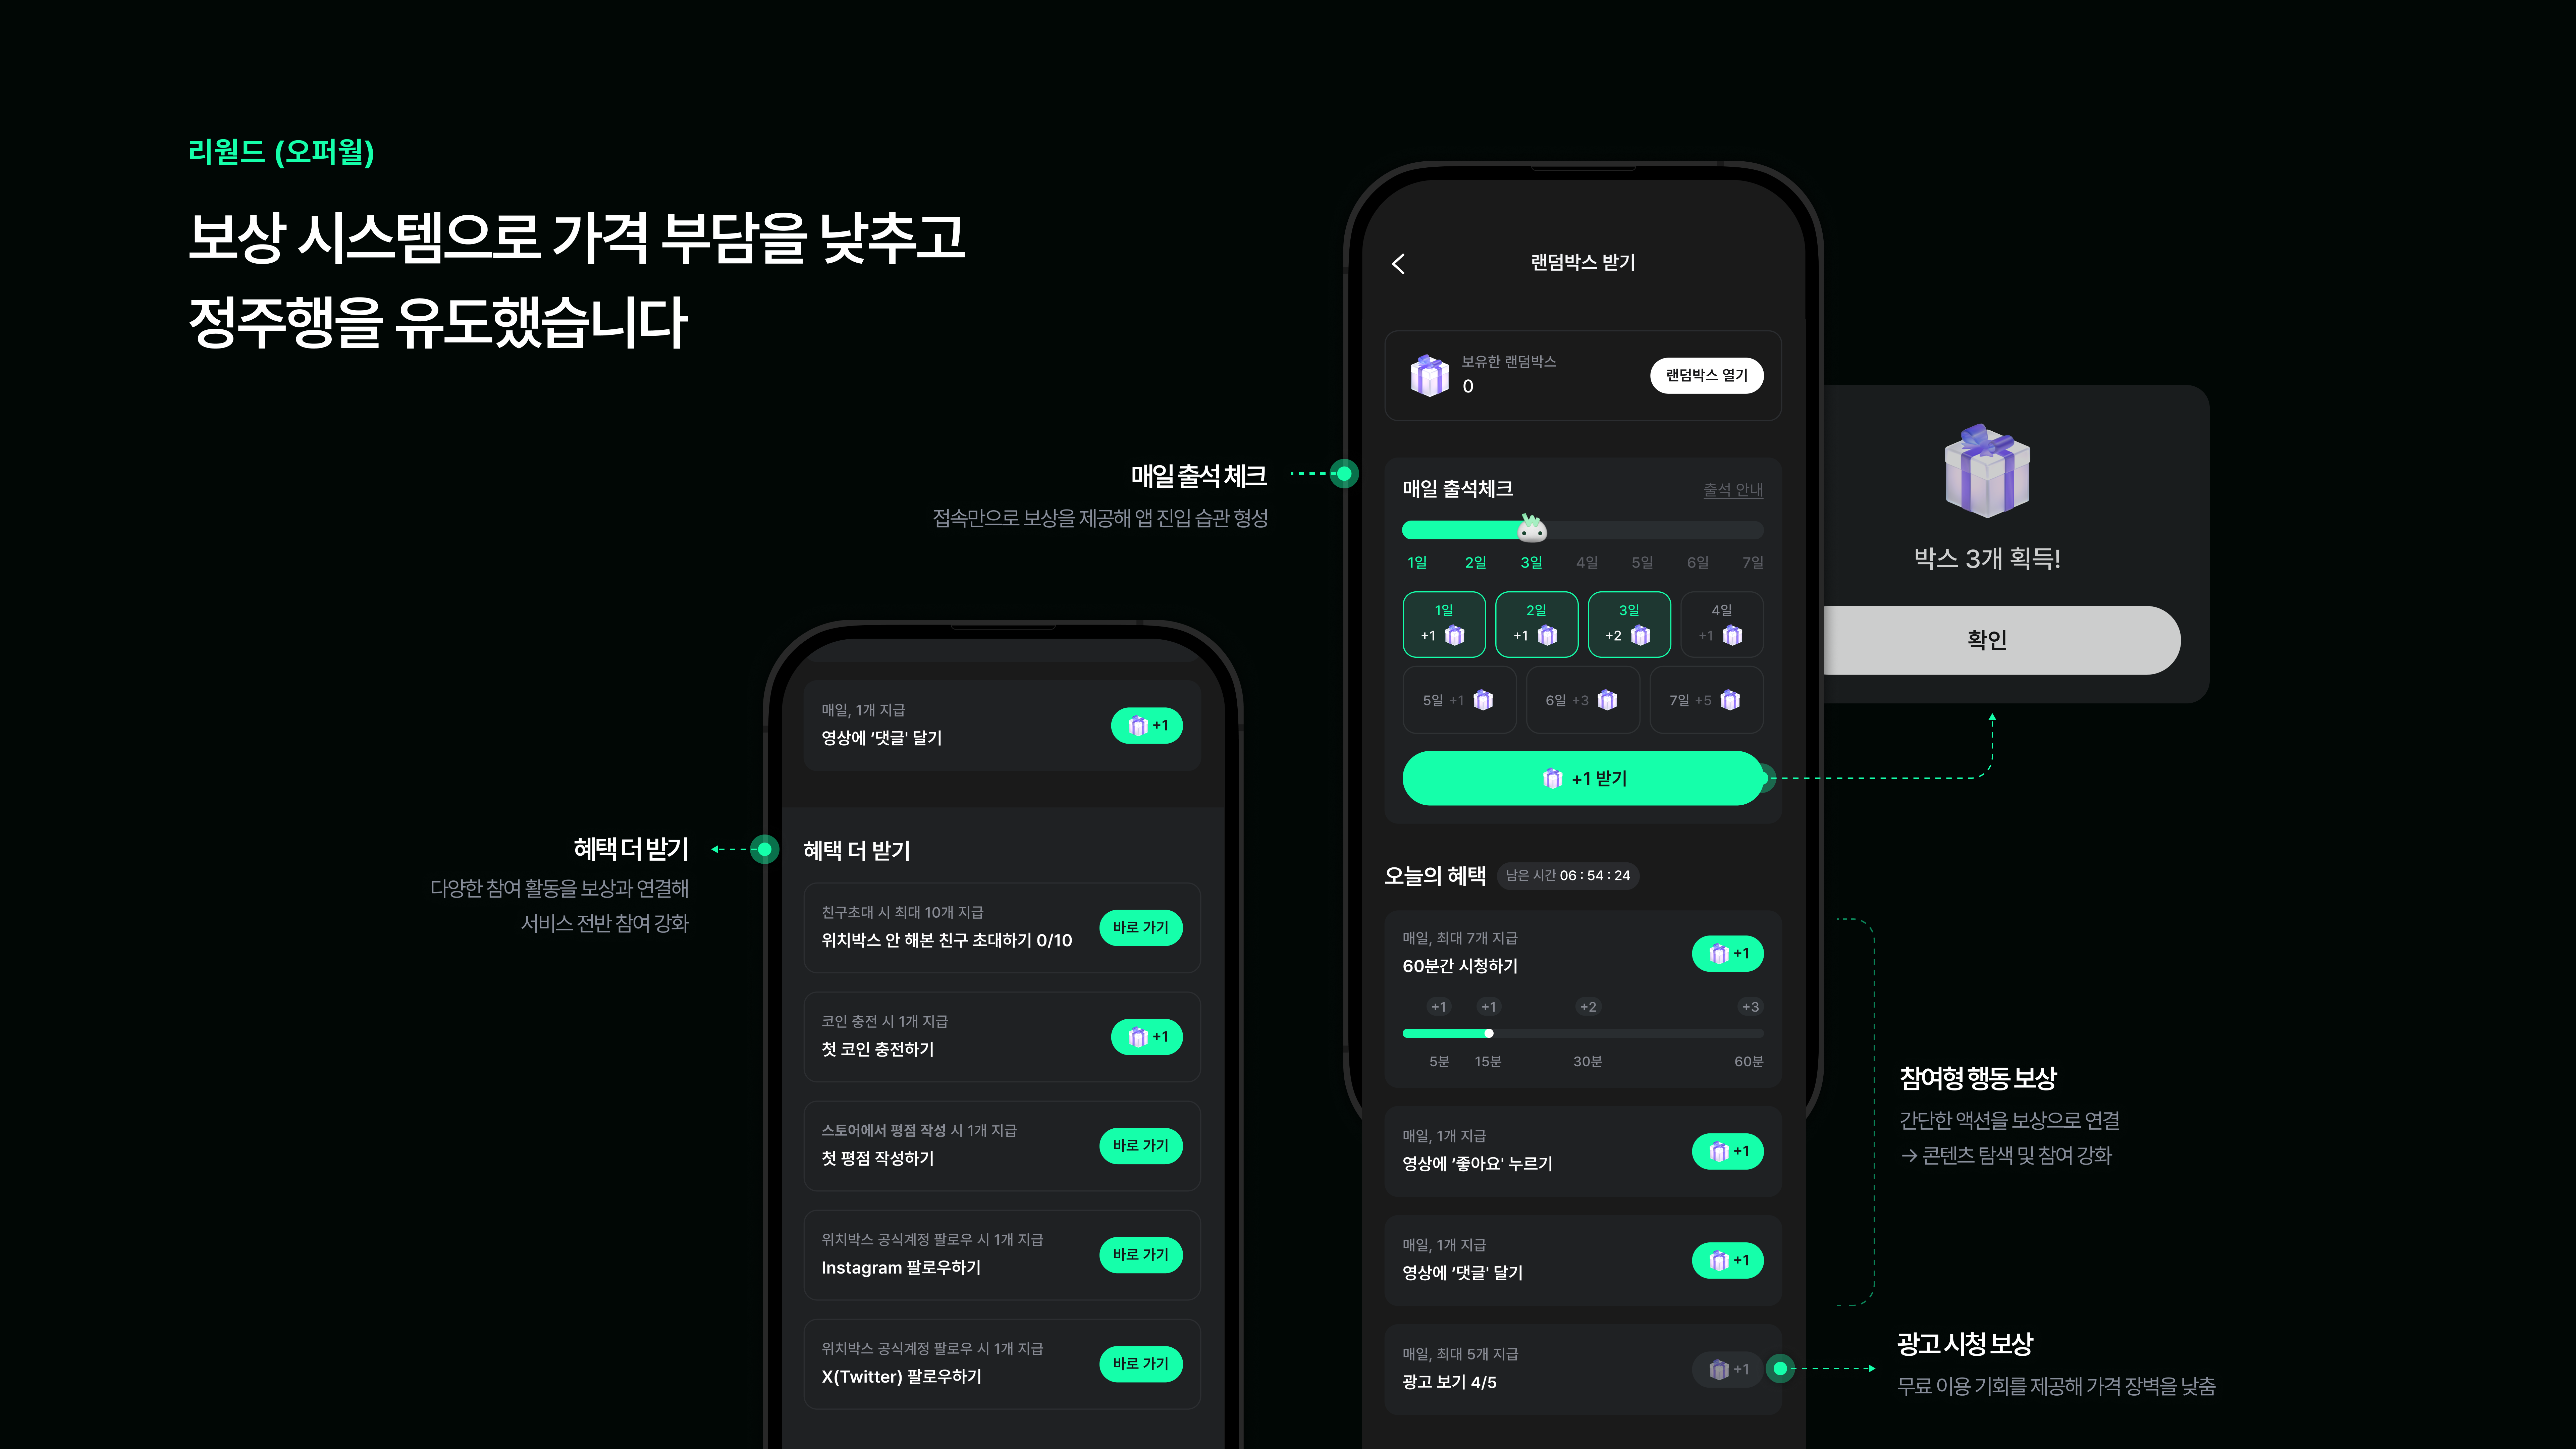 리워드 (오퍼월)
보상 시스템으로 가격 부담을 낮추고
정주행을 유도했습니다
매일 출석 체크
접속만으로 보상을 제공해 앱 진입 습관 형성
혜택 더 받기
다양한 참여 활동을 보상과 연결해
서비스 전반 참여 강화
매일, 1개 지급
영상에 ‘댓글' 달기
+1
혜택 더 받기
친구초대 시 최대 10개 지급
위치박스 안 해본 친구 초대하기 0/10
바로 가기
코인 충전 시 1개 지급
첫 코인 충전하기
+1
스토어에서 평점 작성 시 1개 지급
첫 평점 작성하기
바로 가기
위치박스 공식계정 팔로우 시 1개 지급
Instagram 팔로우하기
바로 가기
위치박스 공식계정 팔로우 시 1개 지급
X(Twitter) 팔로우하기
바로 가기
랜덤박스 받기
보유한 랜덤박스
0
랜덤박스 열기
매일 출석체크
출석 안내
1일 2일 3일 4일 5일 6일 7일
1일 2일 3일 4일
+1 +1 +2 +1
5일 +1 6일 +3 7일 +5
+1 받기
오늘의 혜택
남은 시간 06 : 54 : 24
매일, 최대 7개 지급
60분간 시청하기
+1
+1 +1 +2 +3
5분 15분 30분 60분
매일, 1개 지급
영상에 ‘좋아요' 누르기
+1
매일, 1개 지급
영상에 ‘댓글' 달기
+1
매일, 최대 5개 지급
광고 보기 4/5
+1
박스 3개 획득!
확인
참여형 행동 보상
간단한 액션을 보상으로 연결
→ 콘텐츠 탐색 및 참여 강화
광고 시청 보상
무료 이용 기회를 제공해 가격 장벽을 낮춤